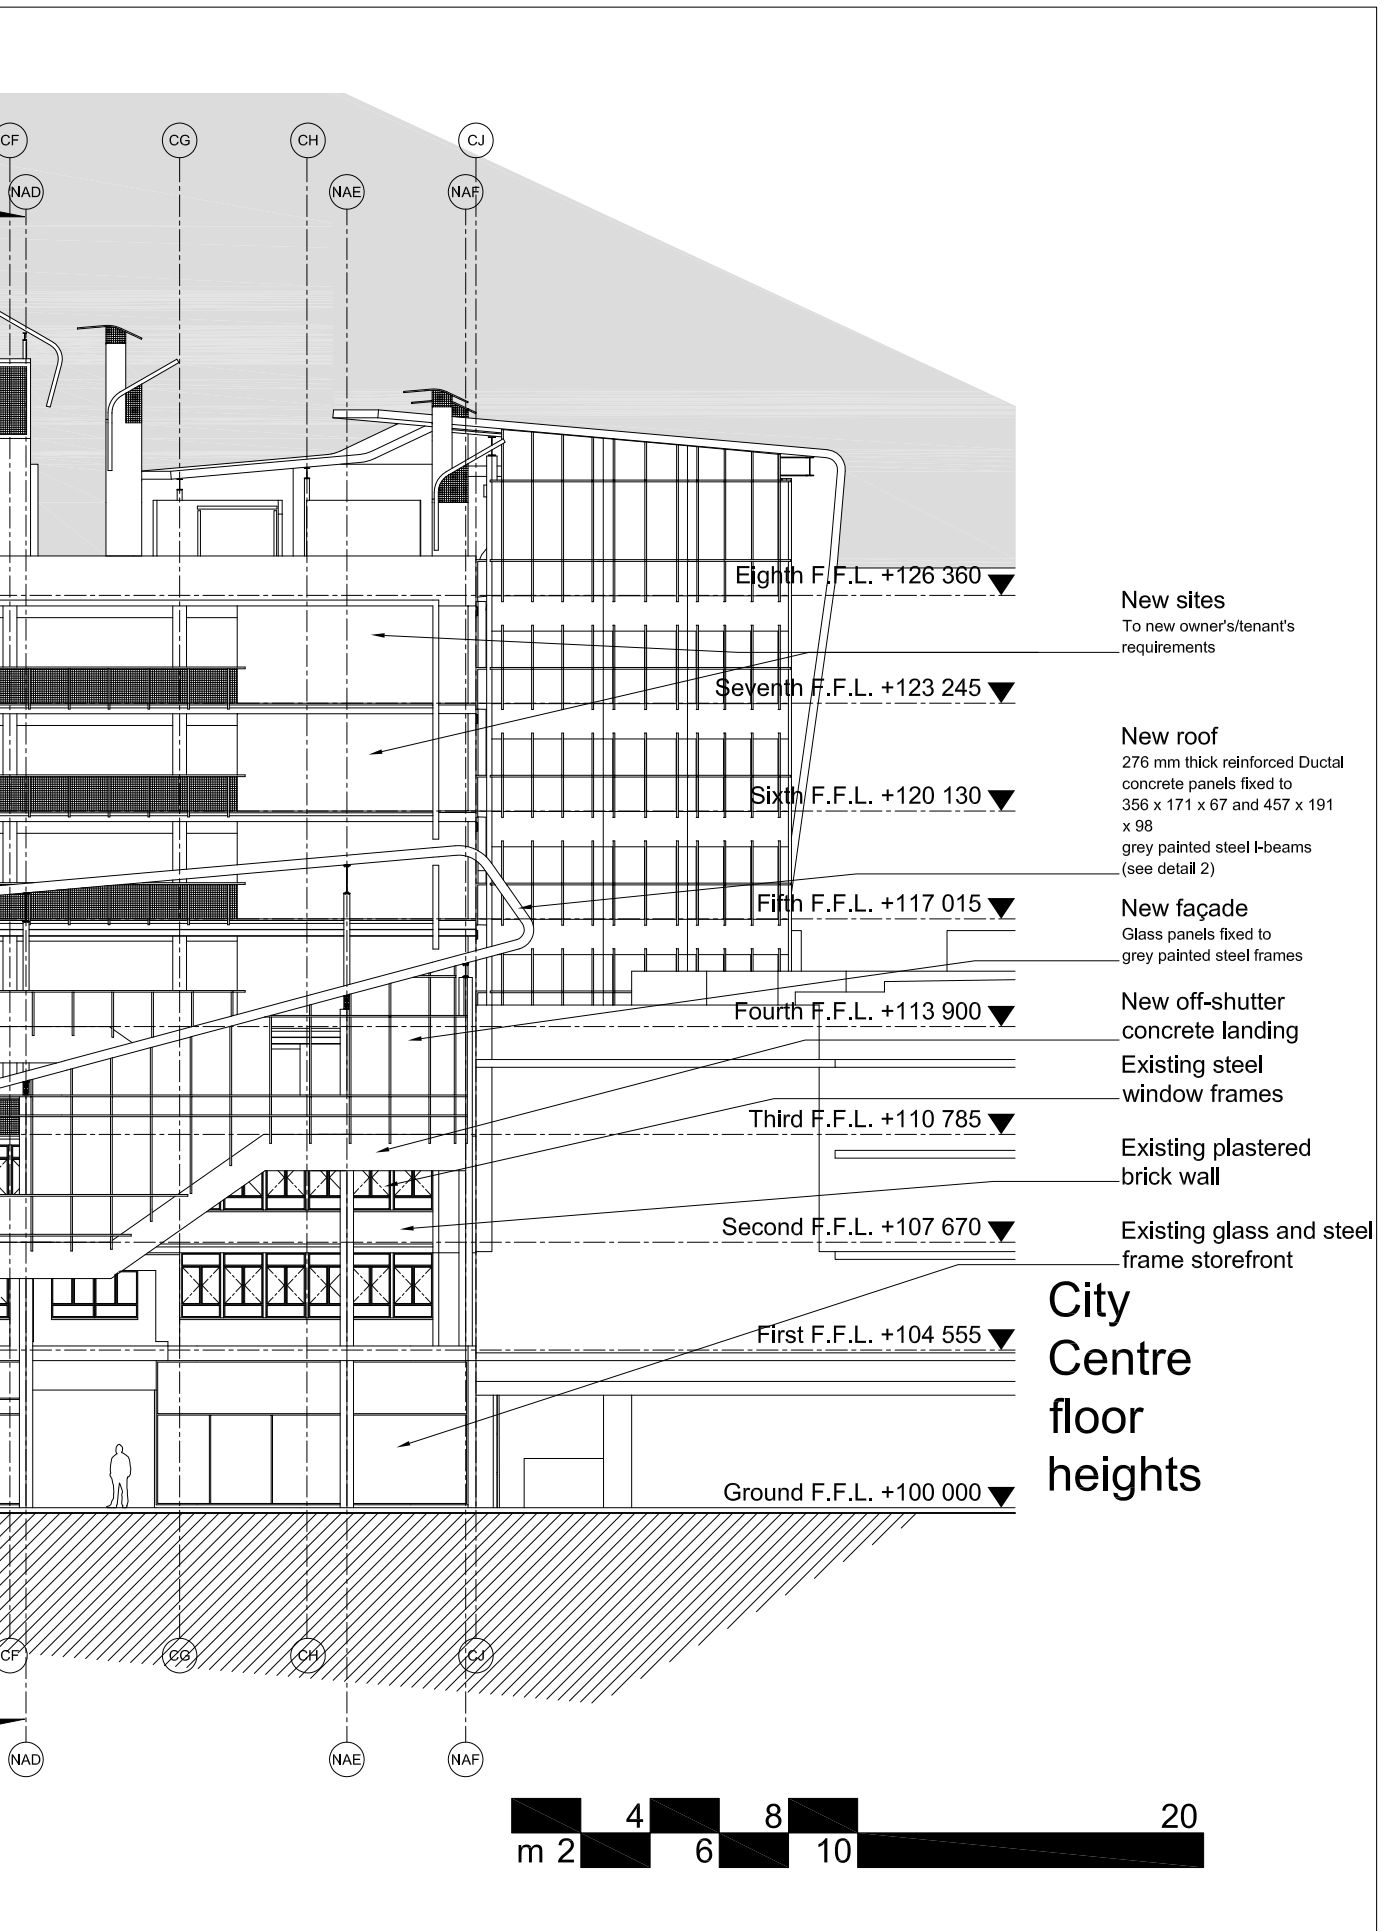 CF
CG
CH
CJ
NAD
NAE
NAF
Eighth F.F.L. +126 360
New sites
To new owner's/tenant's
requirements
Seventh F.F.L. +123 245
New roof
276 mm thick reinforced Ductal
concrete panels fixed to
356 x 171 x 67 and 457 x 191
x 98
grey painted steel I-beams
(see detail 2)
Sixth F.F.L. +120 130
Fifth F.F.L. +117 015
New façade
Glass panels fixed to
grey painted steel frames
Fourth F.F.L. +113 900
New off-shutter
concrete landing
Existing steel
window frames
Third F.F.L. +110 785
Existing plastered
brick wall
Second F.F.L. +107 670
Existing glass and steel
frame storefront
First F.F.L. +104 555
City
Centre
floor
heights
Ground F.F.L. +100 000
CF
CG
CH
CJ
NAD
NAE
NAF
4 8 20
m 2 6 10